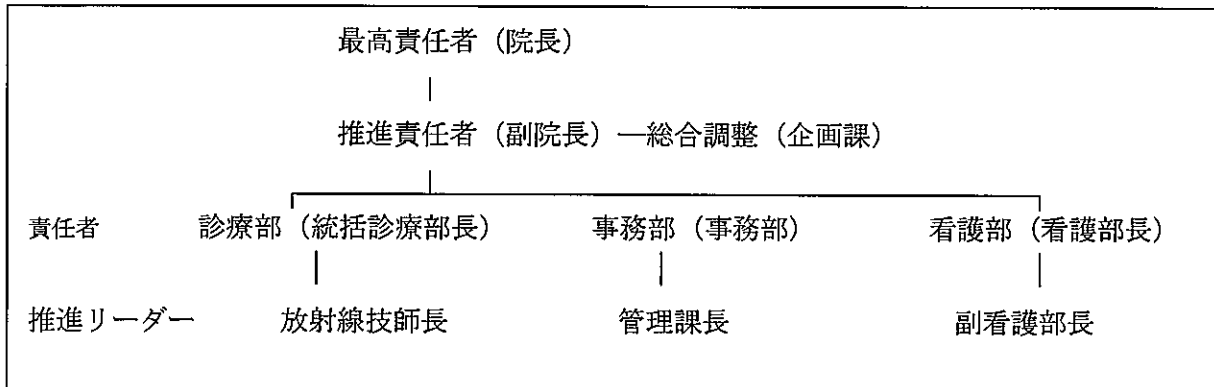 最高責任者（院長）
推進責任者（副院長）―総合調整（企画課）
責任者 診療部（統括診療部長） 事務部（事務部） 看護部（看護部長）
推進リーダー 放射線技師長 管理課長 副看護部長